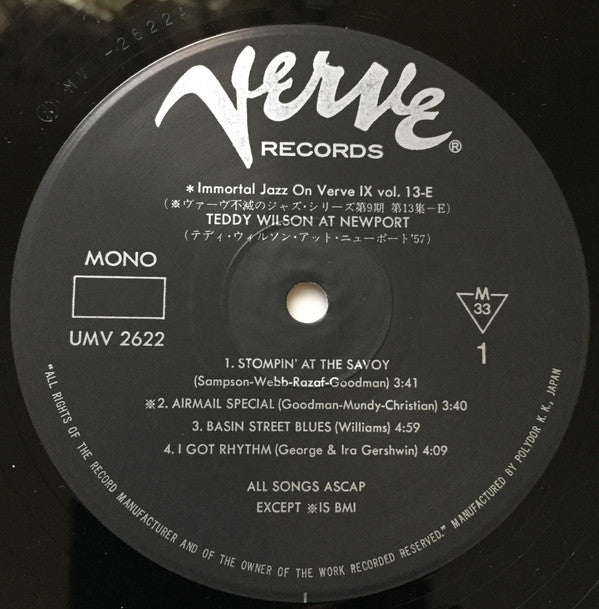 MV-2622A
Verve
RECORDS ®
* Immortal Jazz On Verve IX vol. 13-E
(※ヴァーヴ不滅のジャズ・シリーズ第9期 第13集-E)
TEDDY WILSON AT NEWPORT
(テディ・ウィルソン・アット・ニューポート'57)
MONO
UMV 2622
M
33
1
1. STOMPIN' AT THE SAVOY
(Sampson-Webb-Razaf-Goodman) 3:41
※2. AIRMAIL SPECIAL (Goodman-Mundy-Christian) 3:40
3. BASIN STREET BLUES (Williams) 4:59
4. I GOT RHYTHM (George & Ira Gershwin) 4:09
ALL SONGS ASCAP
EXCEPT ※IS BMI
"ALL RIGHTS OF THE RECORD MANUFACTURER AND OF THE OWNER OF THE WORK RECORDED RESERVED." MANUFACTURED BY POLYDOR K. K., JAPAN